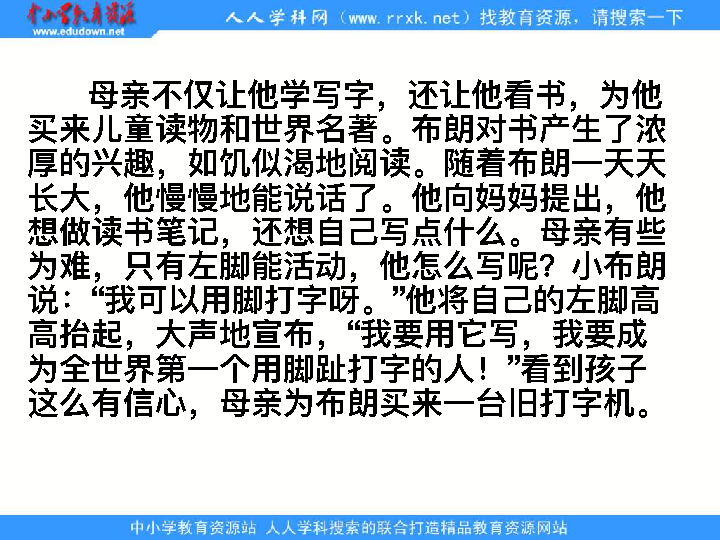 中小学教育资源
www.edudown.net
人人学科网（www.rrxk.net）找教育资源，请搜索一下
母亲不仅让他学写字，还让他看书，为他
买来儿童读物和世界名著。布朗对书产生了浓
厚的兴趣，如饥似渴地阅读。随着布朗一天天
长大，他慢慢地能说话了。他向妈妈提出，他
想做读书笔记，还想自己写点什么。母亲有些
为难，只有左脚能活动，他怎么写呢？小布朗
说：“我可以用脚打字呀。”他将自己的左脚高
高抬起，大声地宣布，“我要用它写，我要成
为全世界第一个用脚趾打字的人！”看到孩子
这么有信心，母亲为布朗买来一台旧打字机。
中小学教育资源站 人人学科搜索的联合打造精品教育资源网站